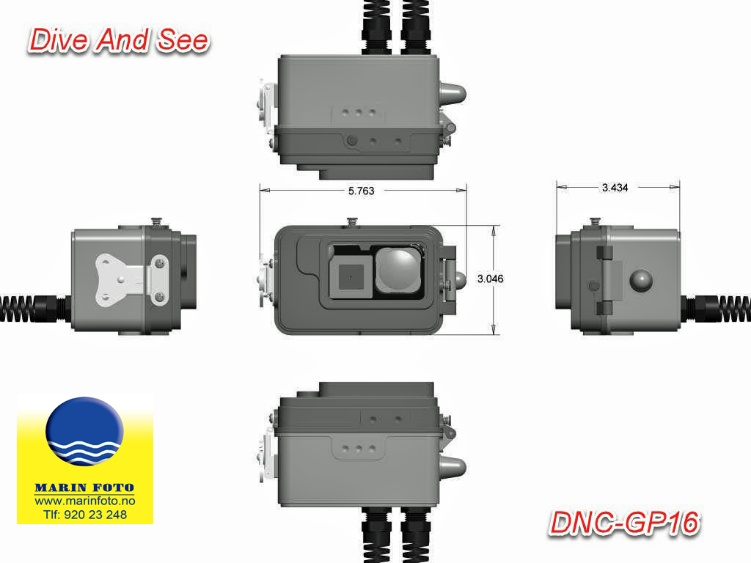 Dive And See
5.763
3.434
3.046
MARIN FOTO
www.marinfoto.no
Tlf: 920 23 248
DNC-GP16